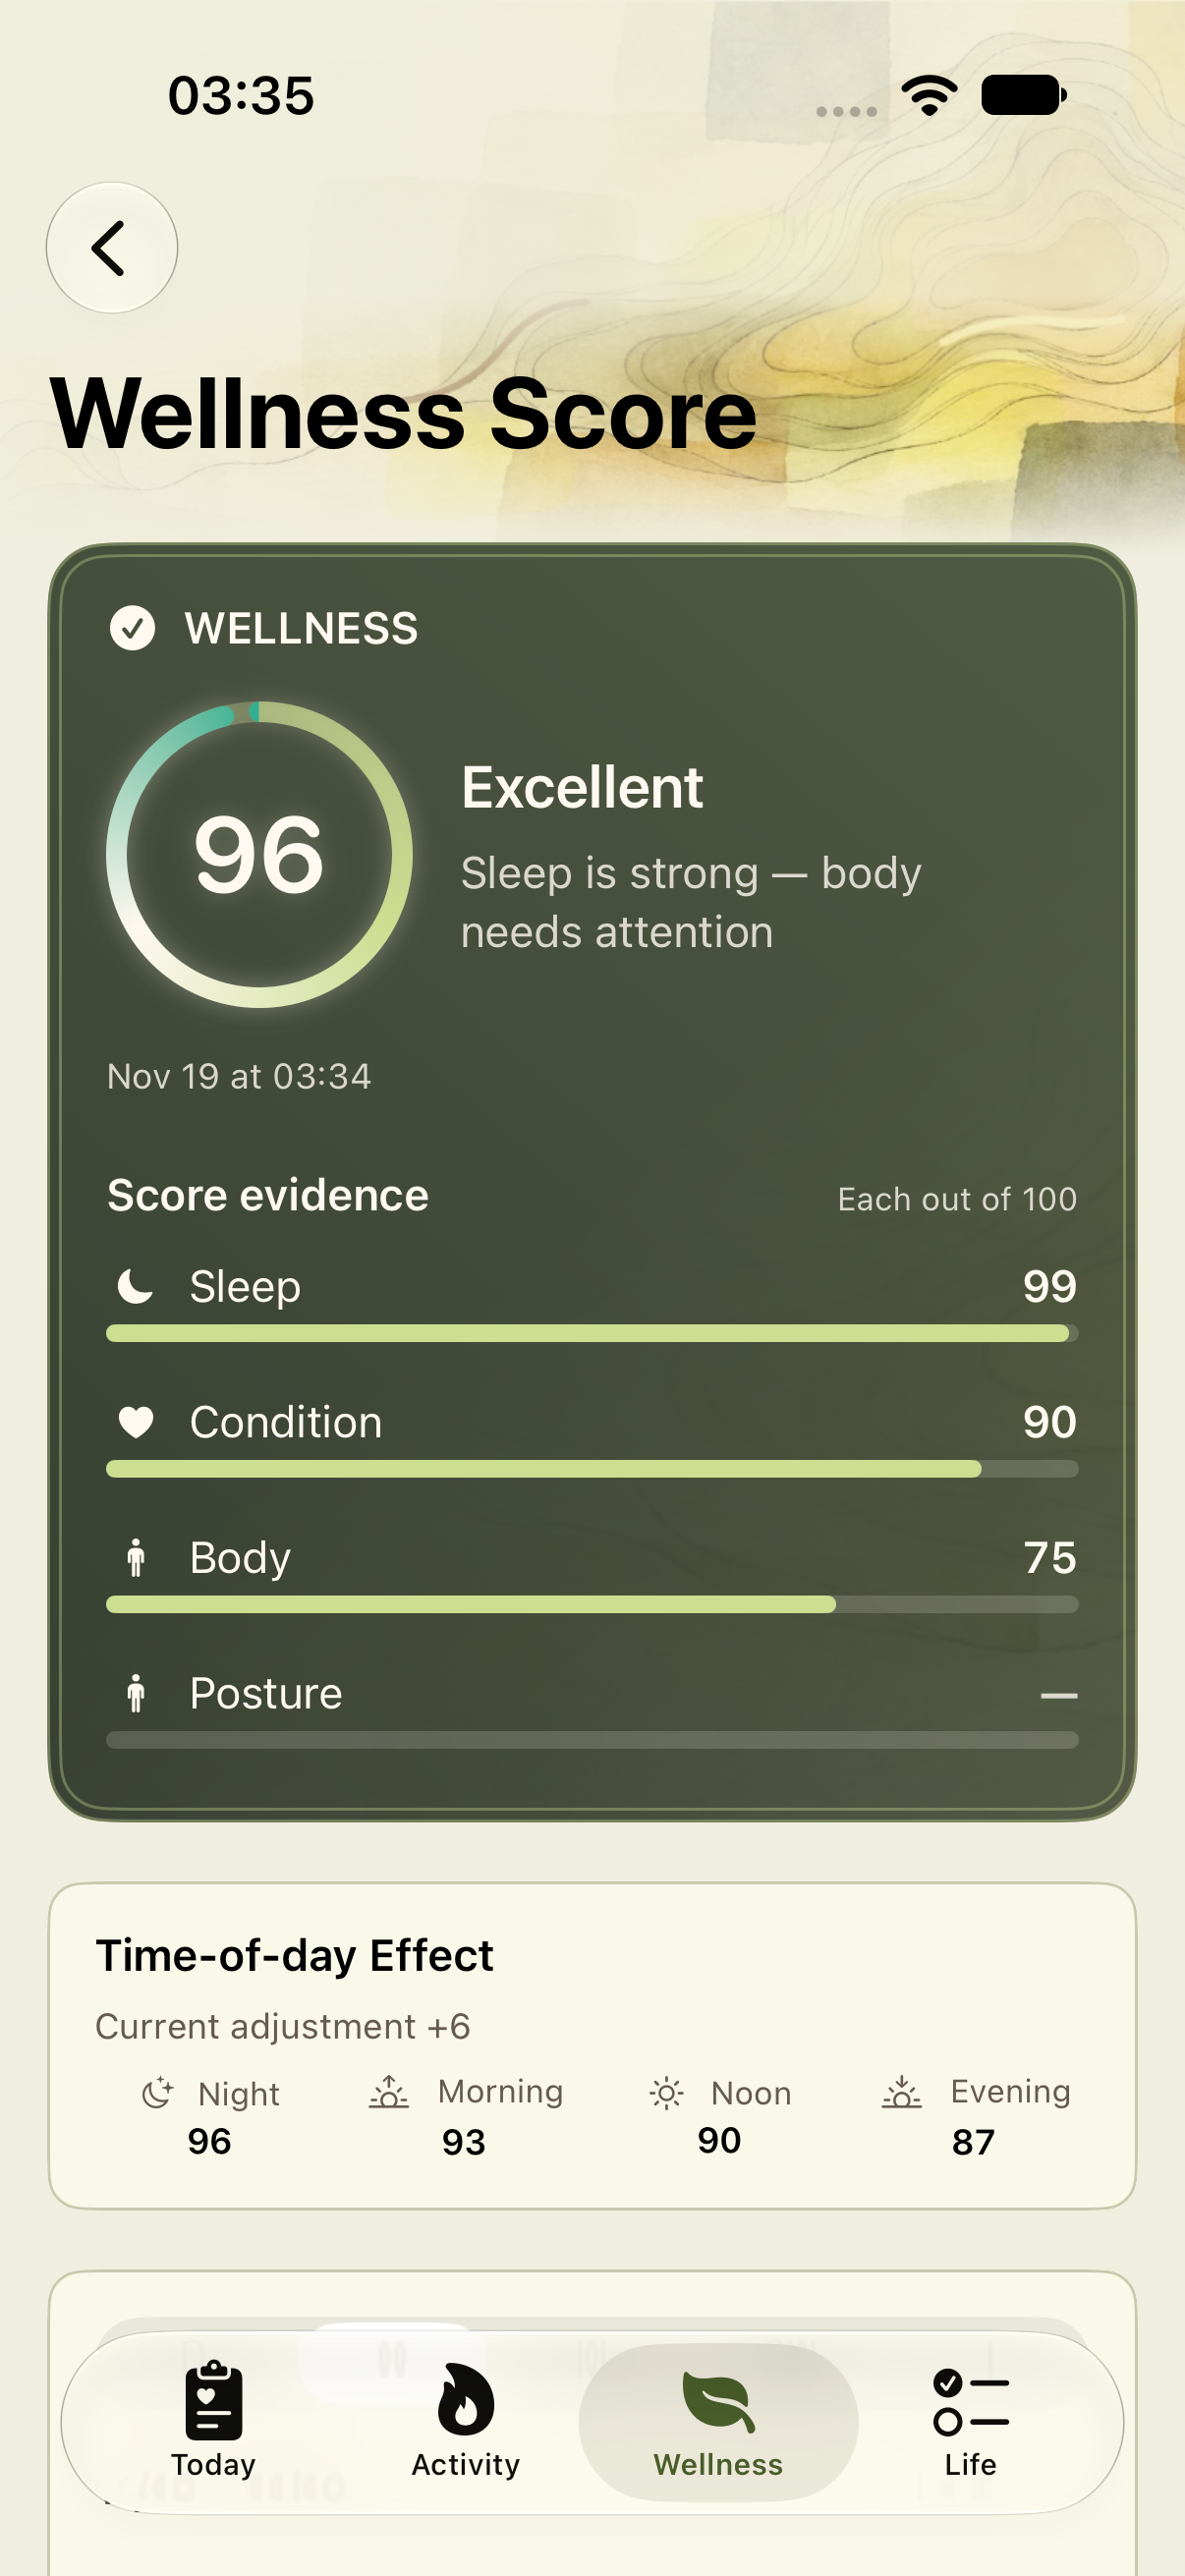 03:35
Wellness Score
WELLNESS
96
Excellent
Sleep is strong — body
needs attention
Nov 19 at 03:34
Score evidence
Each out of 100
Sleep
99
Condition
90
Body
75
Posture
—
Time-of-day Effect
Current adjustment +6
Night
96
Morning
93
Noon
90
Evening
87
Today
Activity
Wellness
Life